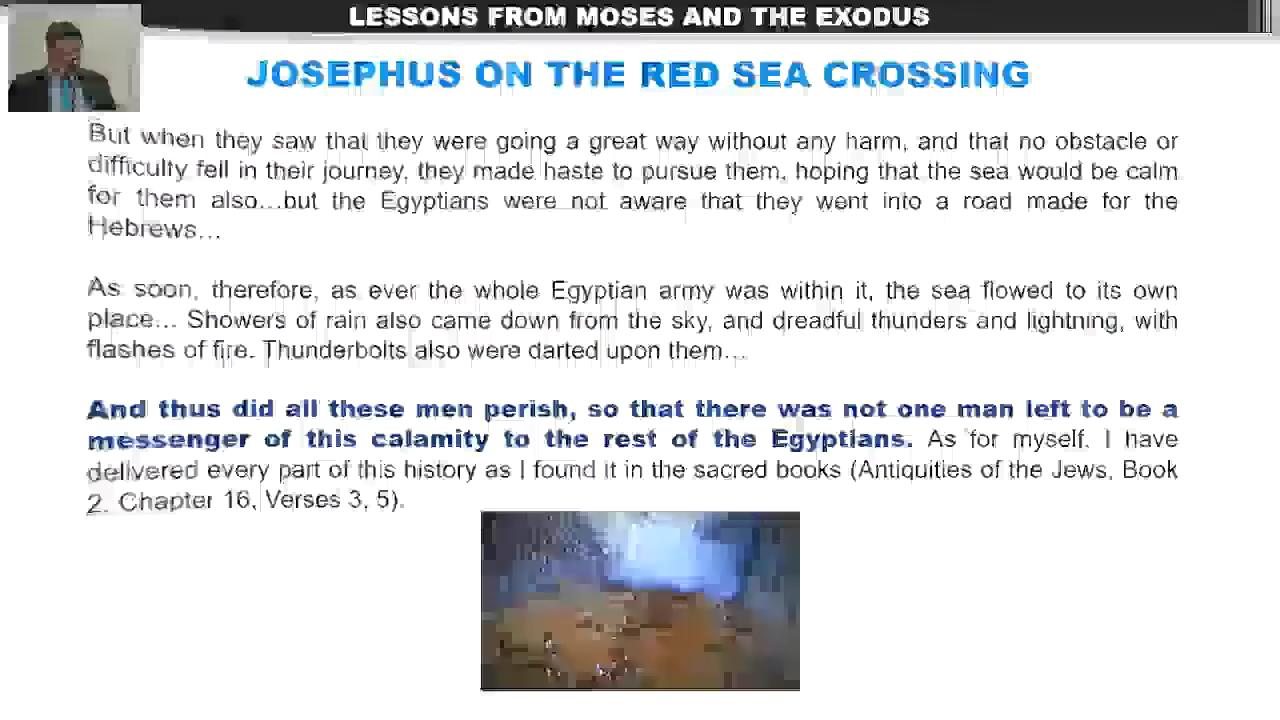 LESSONS FROM MOSES AND THE EXODUS
JOSEPHUS ON THE RED SEA CROSSING
But when they saw that they were going a great way without any harm, and that no obstacle or
difficulty fell in their journey, they made haste to pursue them, hoping that the sea would be calm
for them also...but the Egyptians were not aware that they went into a road made for the
Hebrews...
As soon, therefore, as ever the whole Egyptian army was within it, the sea flowed to its own
place... Showers of rain also came down from the sky, and dreadful thunders and lightning, with
flashes of fire. Thunderbolts also were darted upon them...
And thus did all these men perish, so that there was not one man left to be a
messenger of this calamity to the rest of the Egyptians. As for myself, I have
delivered every part of this history as I found it in the sacred books (Antiquities of the Jews, Book
2. Chapter 16, Verses 3, 5).